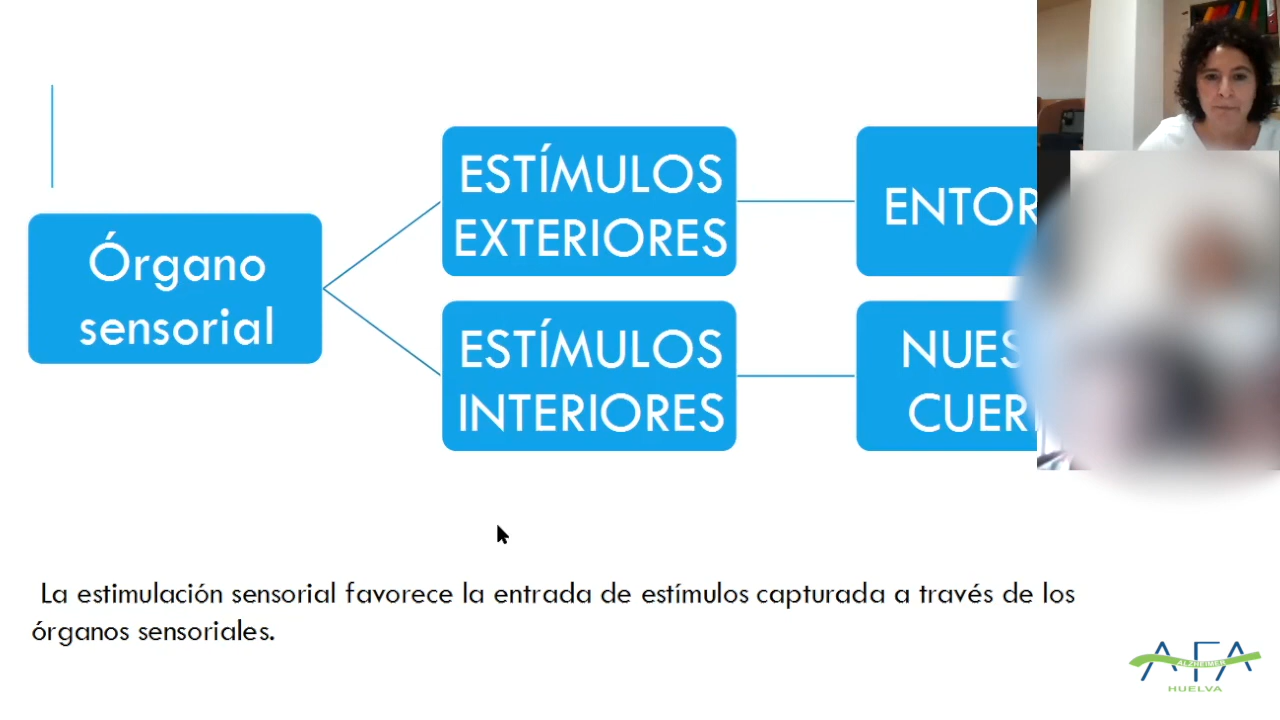 Órgano
sensorial
ESTÍMULOS
EXTERIORES
ESTÍMULOS
INTERIORES
La estimulación sensorial favorece la entrada de estímulos capturada a través de los
órganos sensoriales.
AFA
ALZHEIMER
HUELVA